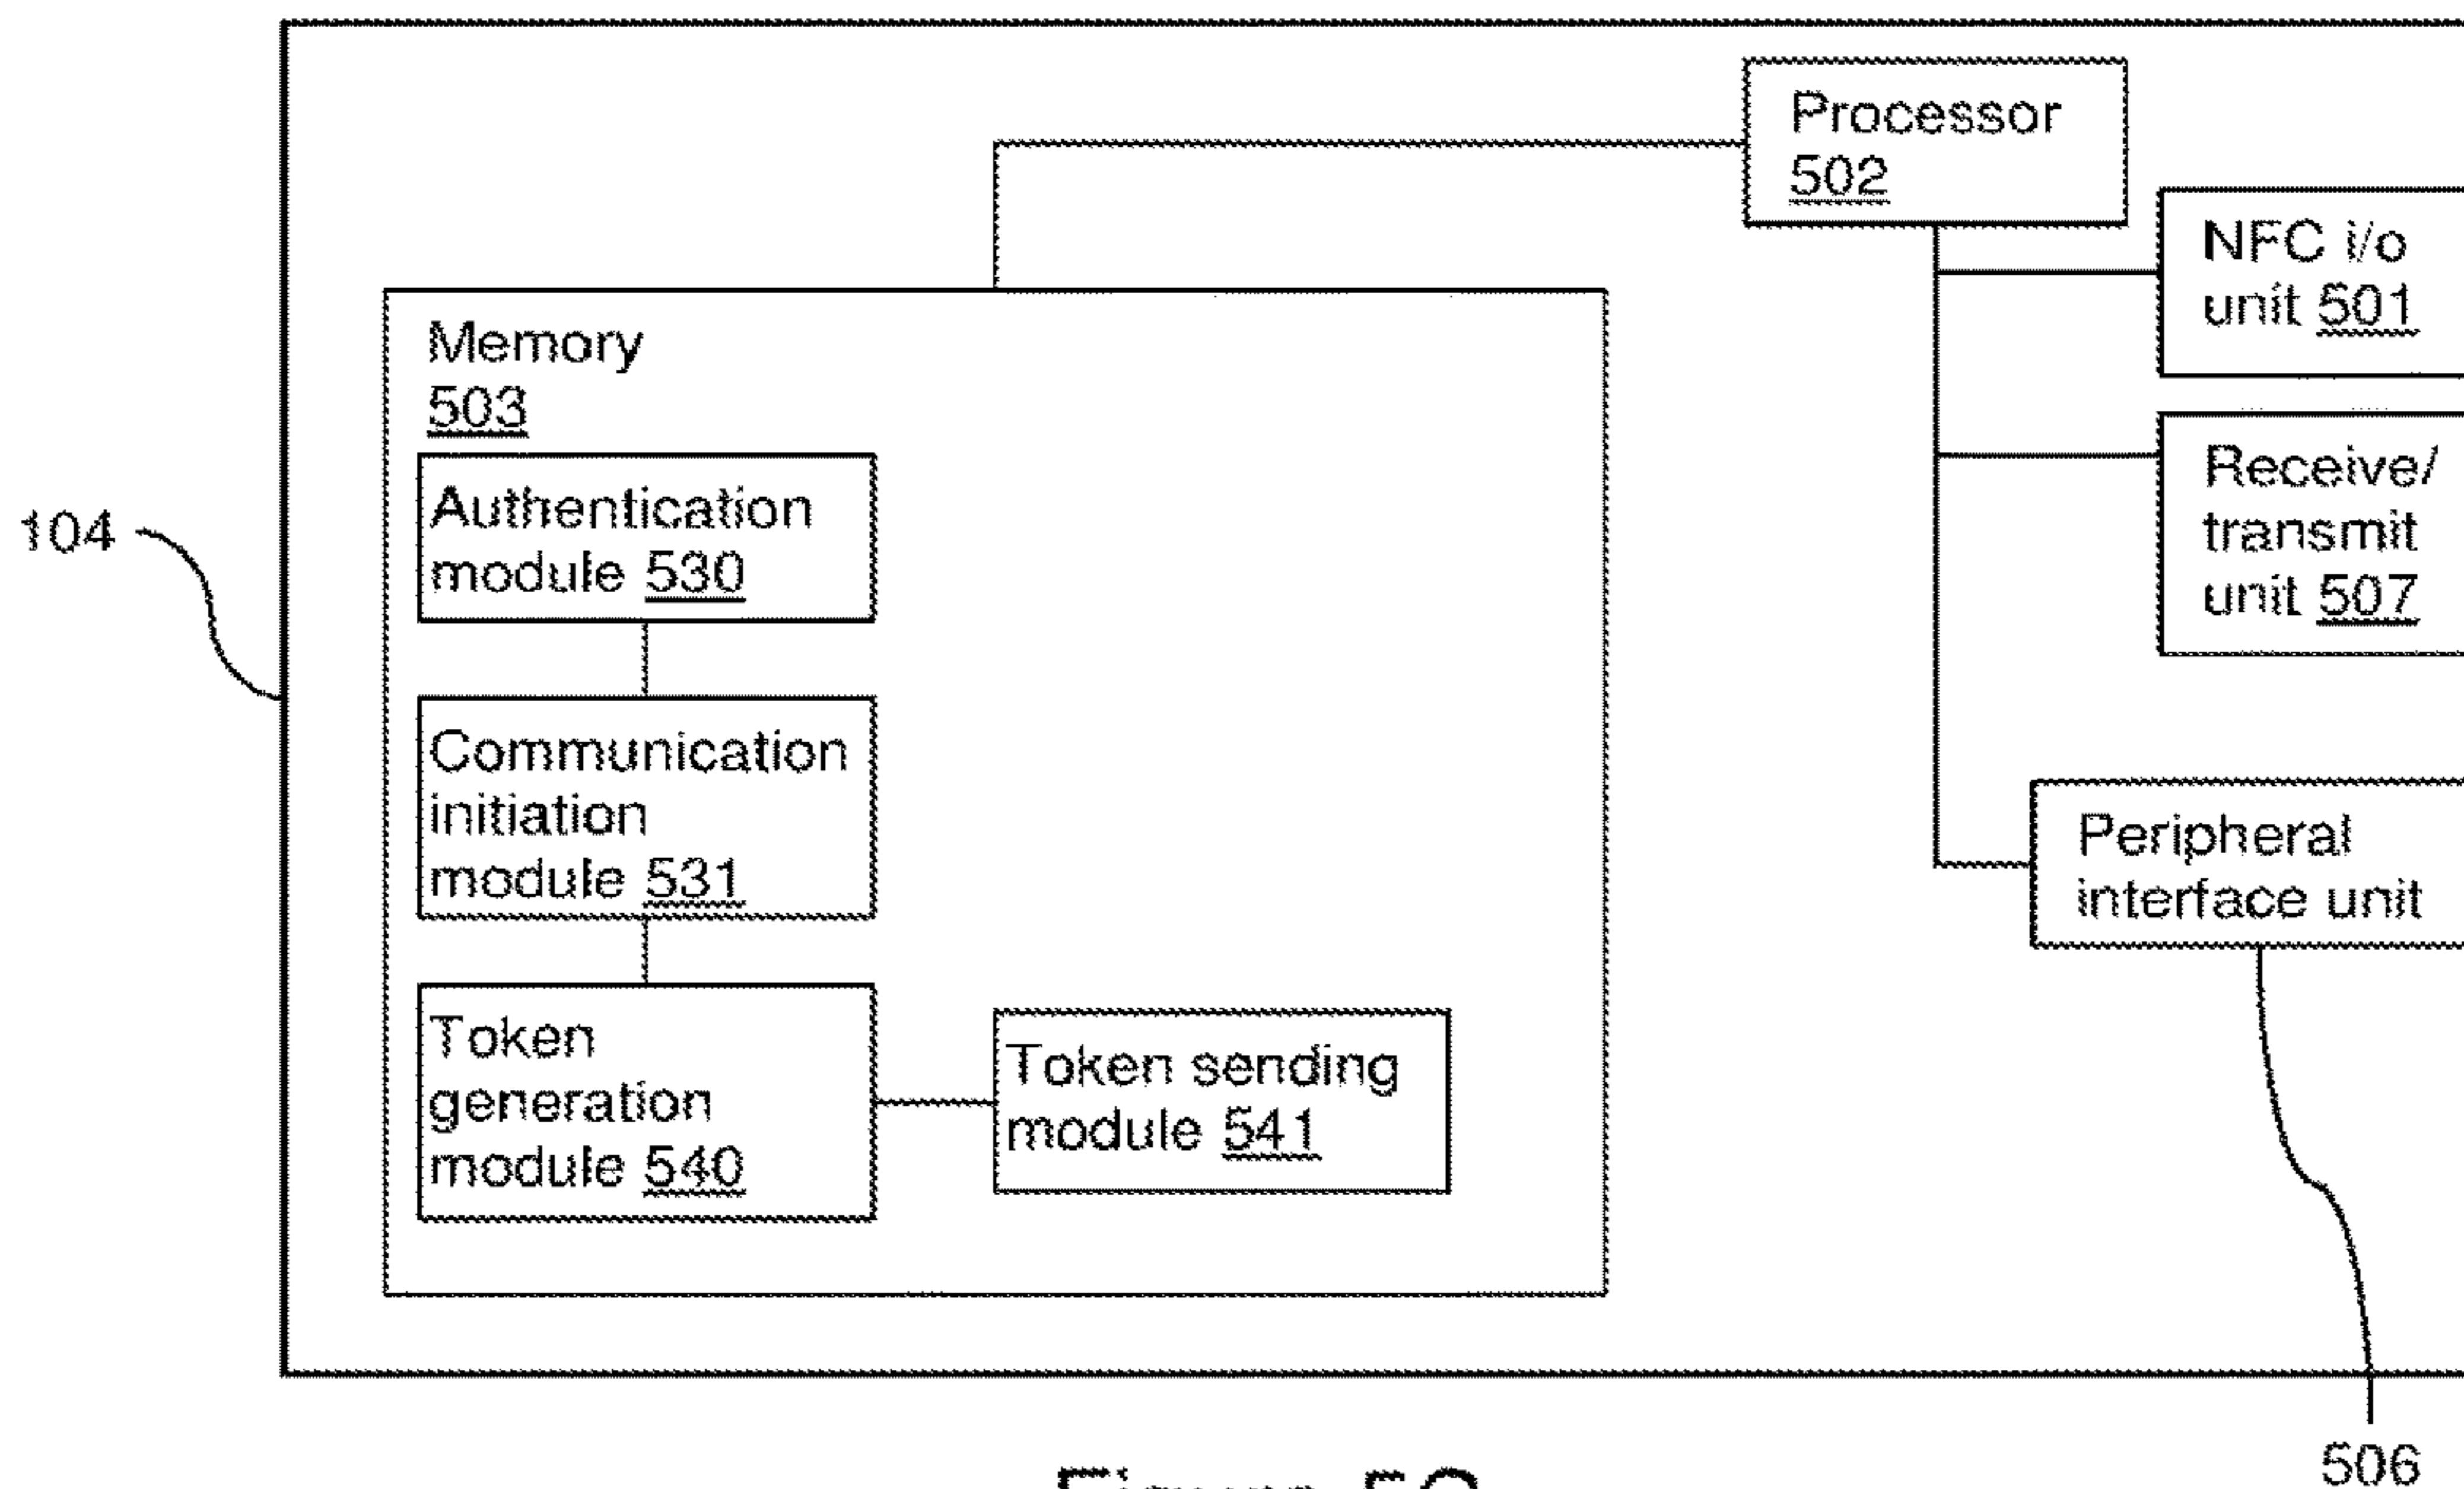 Processor
502
NFC i/o
unit 501
Memory
503
Receive/
transmit
unit 507
Authentication
module 530
104
Communication
initiation
module 531
Peripheral
interface unit
Token
generation
module 540
Token sending
module 541
506